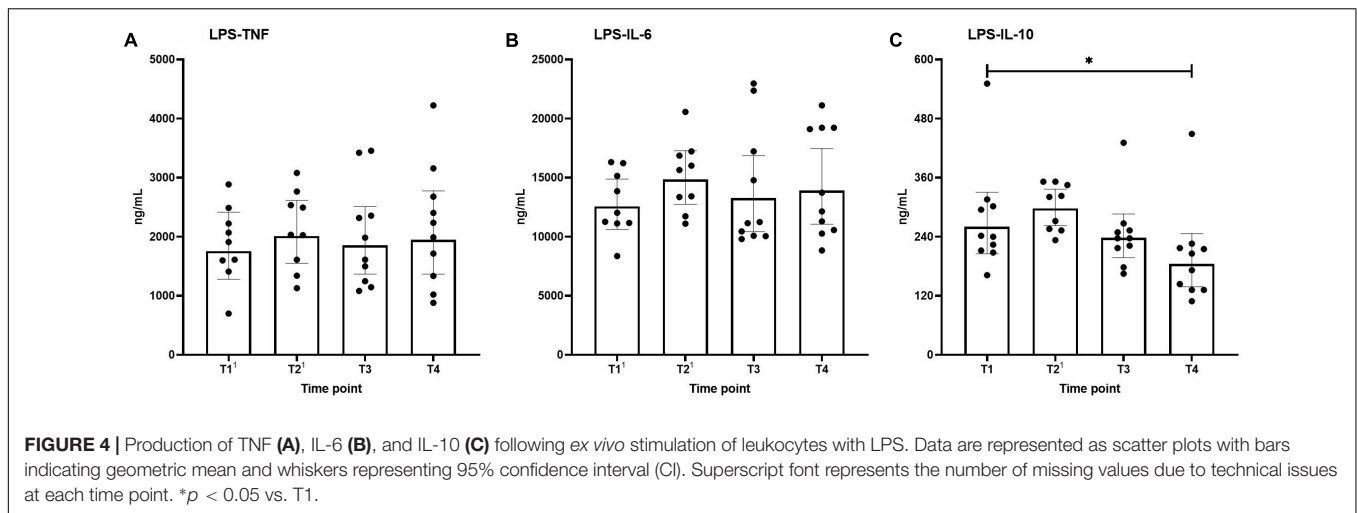 A LPS-TNF
5000
4000
3000
2000
1000
0
ng/mL
T1¹ T2¹ T3 T4
Time point
B LPS-IL-6
25000
20000
15000
10000
5000
0
ng/mL
T1¹ T2¹ T3 T4
Time point
C LPS-IL-10
600
480
360
240
120
0
ng/mL
*
T1 T2¹ T3 T4
Time point
FIGURE 4 | Production of TNF (A), IL-6 (B), and IL-10 (C) following ex vivo stimulation of leukocytes with LPS. Data are represented as scatter plots with bars
indicating geometric mean and whiskers representing 95% confidence interval (CI). Superscript font represents the number of missing values due to technical issues
at each time point. *p < 0.05 vs. T1.